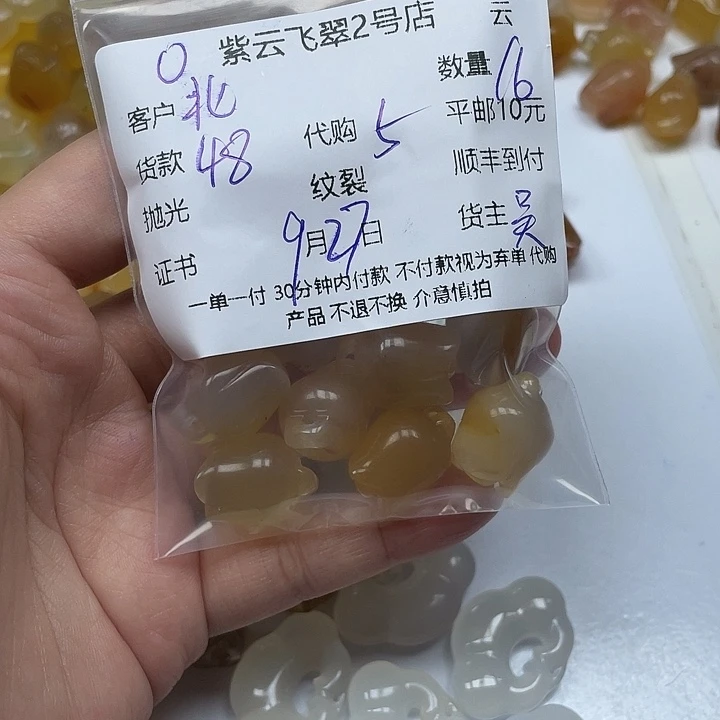 紫云飞翠2号店 云
O
客户 北 数量 16
货款 48 代购 5 平邮10元
抛光 纹裂 顺丰到付
证书 9月27日 货主 吴
一单一付 30分钟内付款 不付款视为弃单 代购
产品 不退不换 介意慎拍